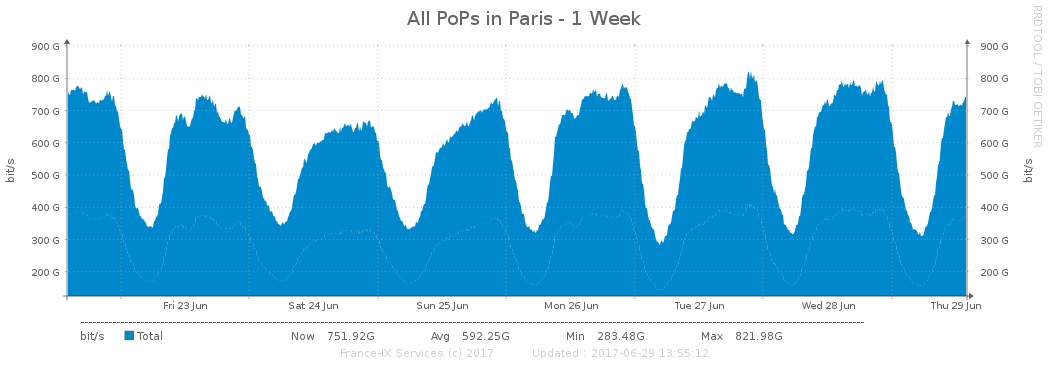 All PoPs in Paris - 1 Week
RRDTOOL / TOBI OETIKER
900 G 900 G
800 G 800 G
700 G 700 G
600 G 600 G
500 G 500 G
400 G 400 G
300 G 300 G
200 G 200 G
bit/s bit/s
Fri 23 Jun Sat 24 Jun Sun 25 Jun Mon 26 Jun Tue 27 Jun Wed 28 Jun Thu 29 Jun
bit/s Total Now 751.92G Avg 592.25G Min 283.48G Max 821.98G
France-IX Services (c) 2017 Updated : 2017-06-29 13:55:12